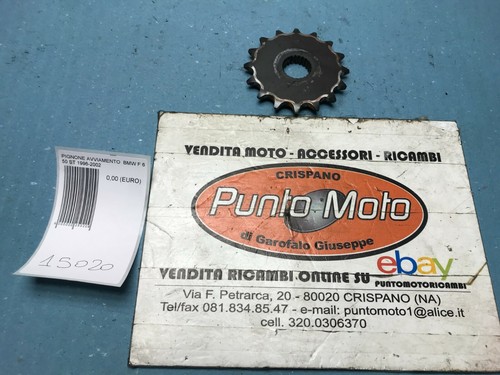 PIGNONE AVVIAMENTO BMW F 6
50 ST 1996-2002
0,00 (EURO)
15020
VENDITA MOTO - ACCESSORI - RICAMBI
CRISPANO
Punto Moto
di Garofalo Giuseppe
VENDITA RICAMBI ONLINE SU ebay
PUNTOMOTORICAMBI
Via F. Petrarca, 20 - 80020 CRISPANO (NA)
Tel/fax 081.834.85.47 - e-mail: puntomoto1@alice.it
cell. 320.0306370